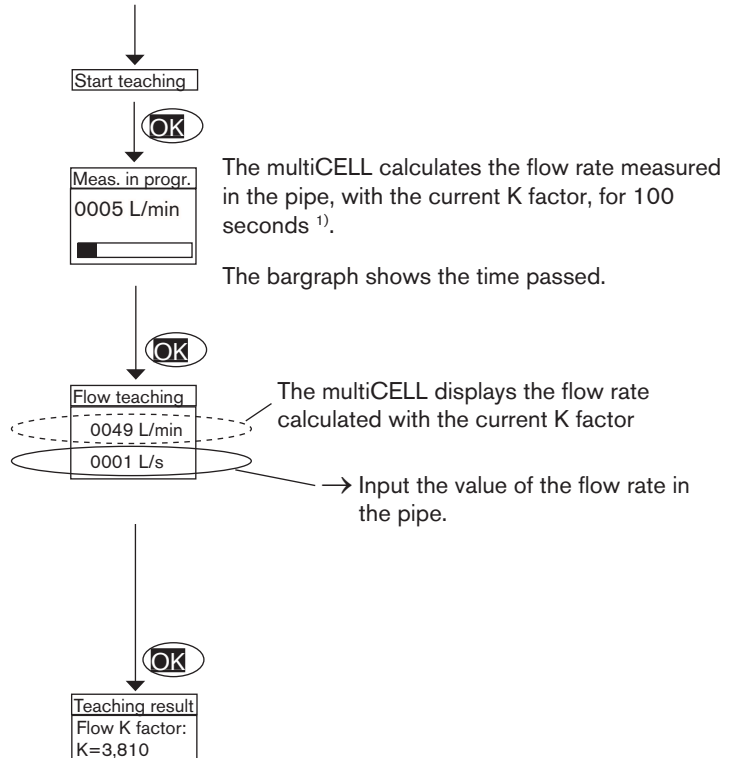 Start teaching
OK
Meas. in progr.
0005 L/min
The multiCELL calculates the flow rate measured
in the pipe, with the current K factor, for 100
seconds 1).
The bargraph shows the time passed.
OK
Flow teaching
0049 L/min
0001 L/s
The multiCELL displays the flow rate
calculated with the current K factor
→ Input the value of the flow rate in
the pipe.
OK
Teaching result
Flow K factor:
K=3,810